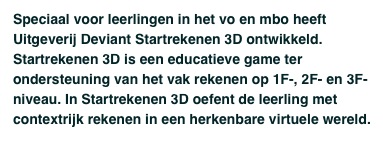 Speciaal voor leerlingen in het vo en mbo heeft
Uitgeverij Deviant Startrekenen 3D ontwikkeld.
Startrekenen 3D is een educatieve game ter
ondersteuning van het vak rekenen op 1F-, 2F- en 3F-
niveau. In Startrekenen 3D oefent de leerling met
contextrijk rekenen in een herkenbare virtuele wereld.